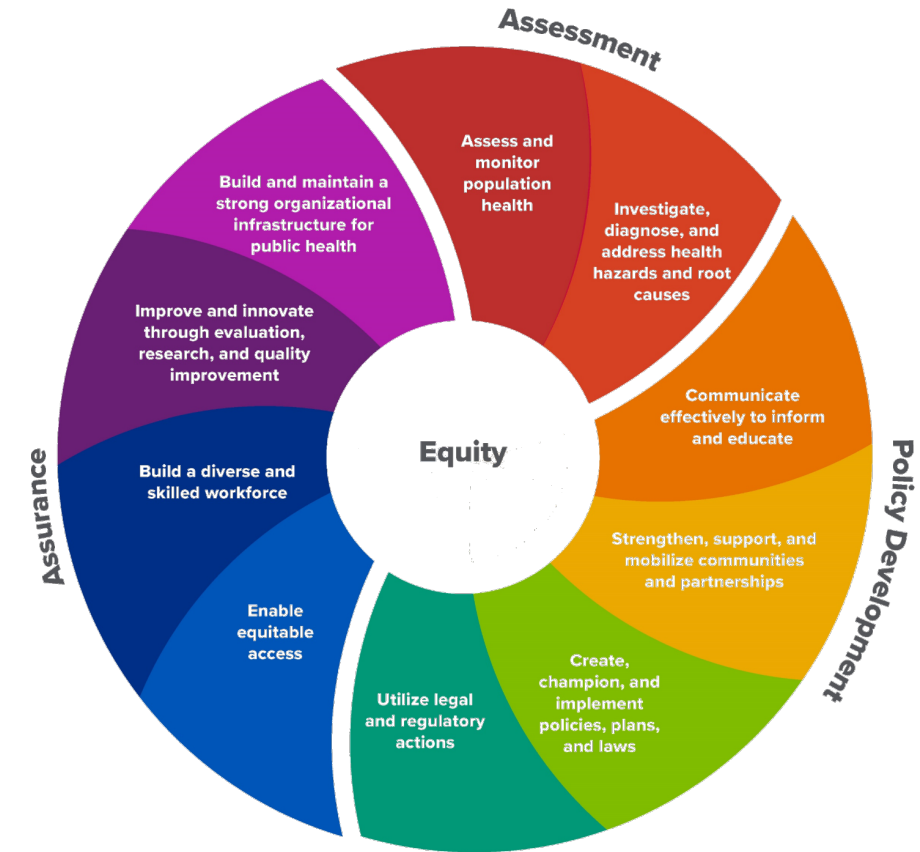 Assessment
Assess and
monitor
population
health
Investigate,
diagnose, and
address health
hazards and root
causes
Policy Development
Communicate
effectively to inform
and educate
Strengthen, support, and
mobilize communities
and partnerships
Create,
champion, and
implement
policies, plans,
and laws
Utilize legal
and regulatory
actions
Assurance
Enable
equitable
access
Build a diverse and
skilled workforce
Improve and innovate
through evaluation,
research, and quality
improvement
Build and maintain a
strong organizational
infrastructure for
public health
Equity